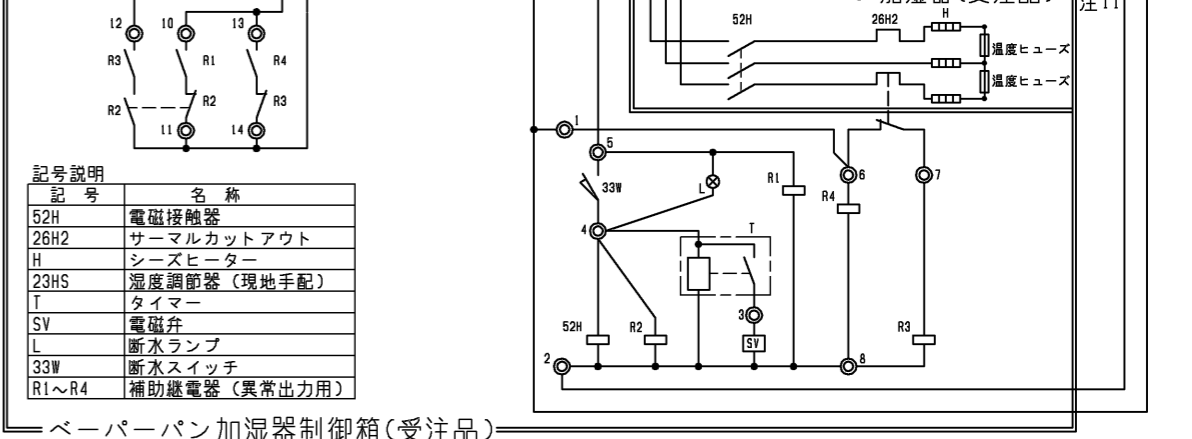 加湿器(受注品)
注11
52H 26H2 H
温度ヒューズ
温度ヒューズ
12 10 13
R3 R1 R4
R2 R2 R3
11 14
1
5
33W
L
R1
6
7
R4
4
T
3
SV
52H
R2
R3
2
8
記号説明
記 号 名 称
52H 電磁接触器
26H2 サーマルカットアウト
H シーズヒーター
23HS 湿度調節器（現地手配）
T タイマー
SV 電磁弁
L 断水ランプ
33W 断水スイッチ
R1～R4 補助継電器（異常出力用）
ベーパーパン加湿器制御箱(受注品)